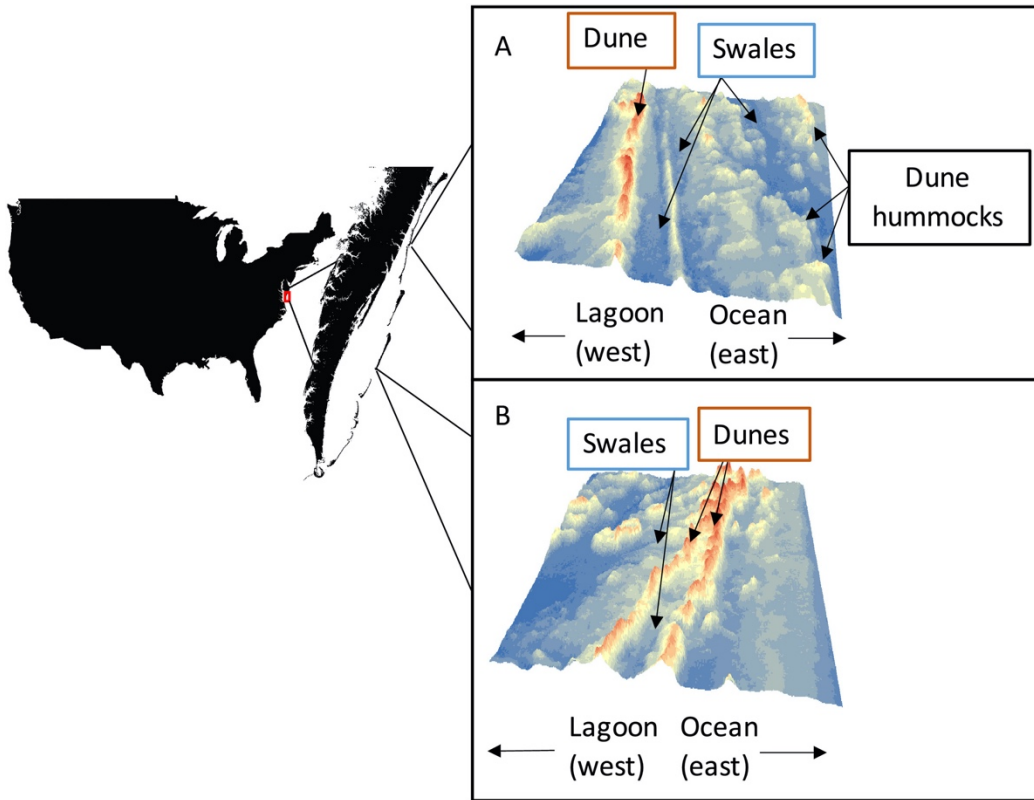 A
Dune
Swales
Dune
hummocks
Lagoon
(west)
Ocean
(east)
B
Swales
Dunes
Lagoon
(west)
Ocean
(east)